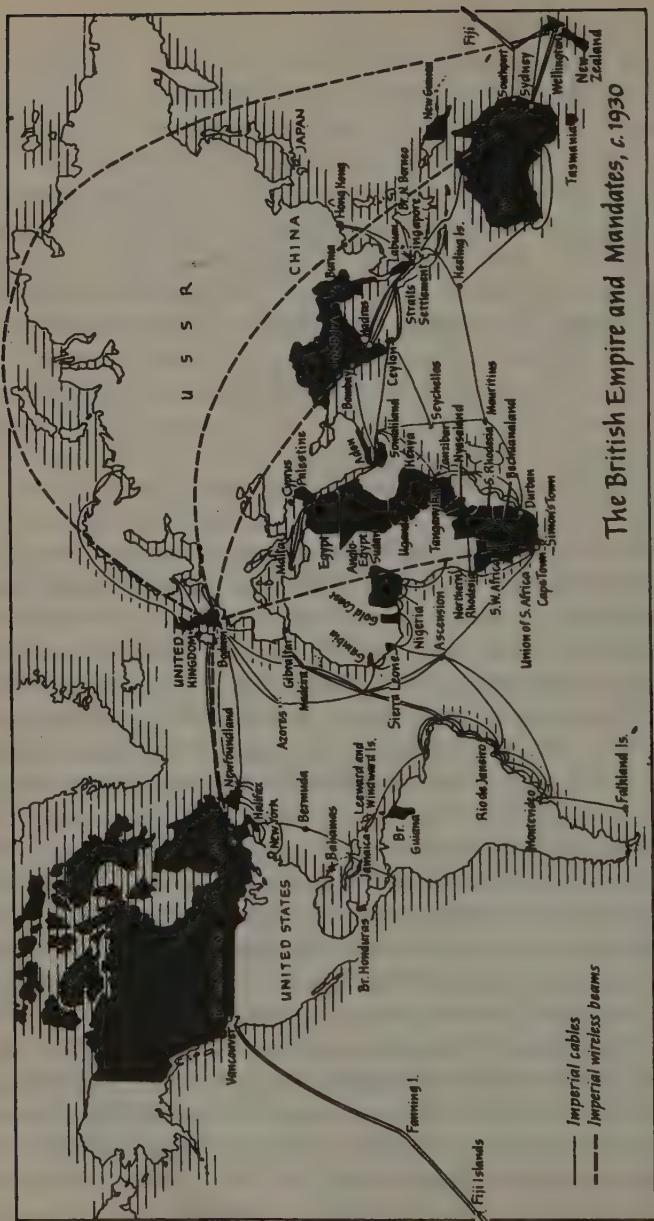 The British Empire and Mandates, c. 1930
Imperial cables
Imperial wireless beams
UNITED
KINGDOM
Newfoundland
Halifax
New York
Bermuda
Bahamas
Leeward and
Windward Is.
Jamaica
Br. Honduras
Br.
Guiana
UNITED STATES
Vancouver
Fanning I.
Fiji Islands
Rio de Janeiro
Montevideo
Falkland Is.
Azores
Madeira
Gibraltar
Malta
Cyprus
Palestine
Egypt
Anglo-
Egypt
Sudan
Gambia
Sierra Leone
Gold Coast
Nigeria
Ascension
Northern
Rhodesia
S.W. Africa
Union of S. Africa
Cape Town
Simon's Town
Durban
Bechuanaland
S. Rhodesia
Nyasaland
Zanzibar
Kenya
Somaliland
Aden
Seychelles
Mauritius
USSR
CHINA
JAPAN
Hong Kong
Burma
Bombay
Madras
Ceylon
Straits
Settlement
Singapore
Labuan
Br. N. Borneo
New Guinea
Keeling Is.
Fiji
Southport
Sydney
Wellington
New
Zealand
Tasmania